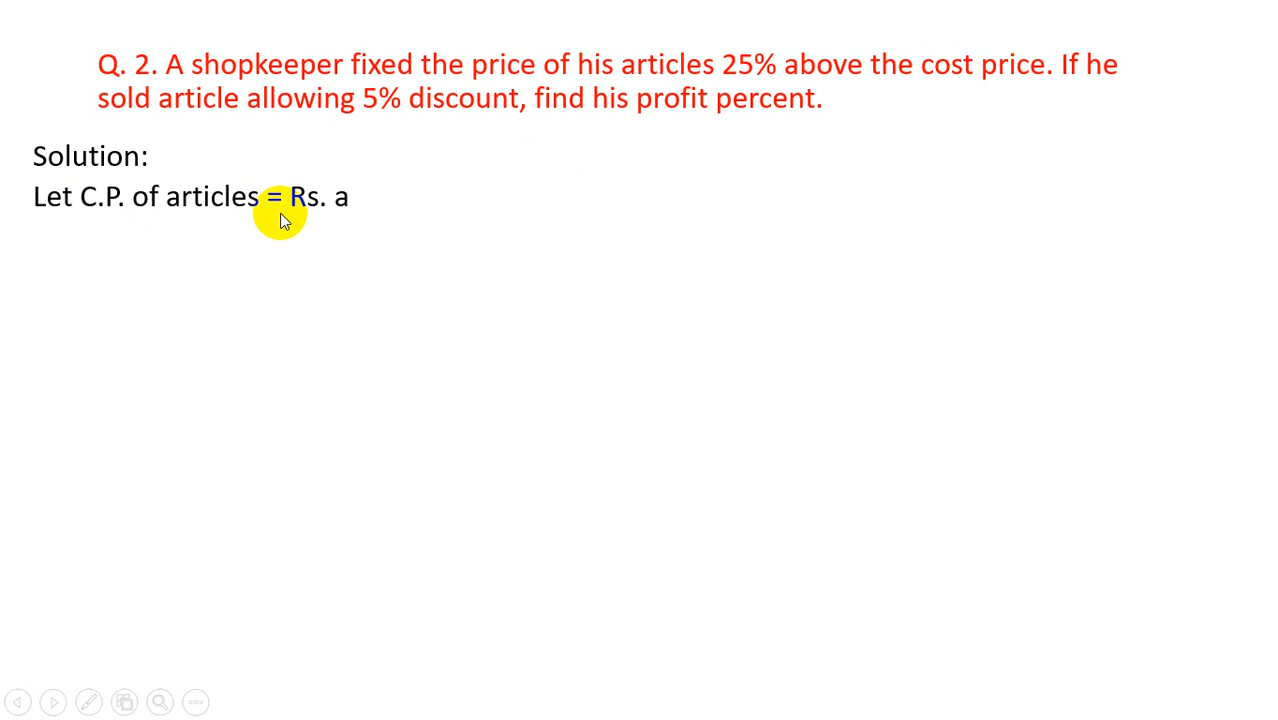 Q. 2. A shopkeeper fixed the price of his articles 25% above the cost price. If he
sold article allowing 5% discount, find his profit percent.
Solution:
Let C.P. of articles = Rs. a